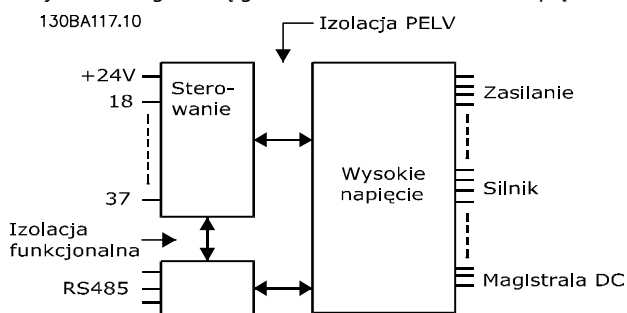 130BA117.10
Izolacja PELV
+24V
18
37
Stero-
wanie
Wysokie
napięcie
Zasilanie
Silnik
Magistrala DC
Izolacja
funkcjonalna
RS485